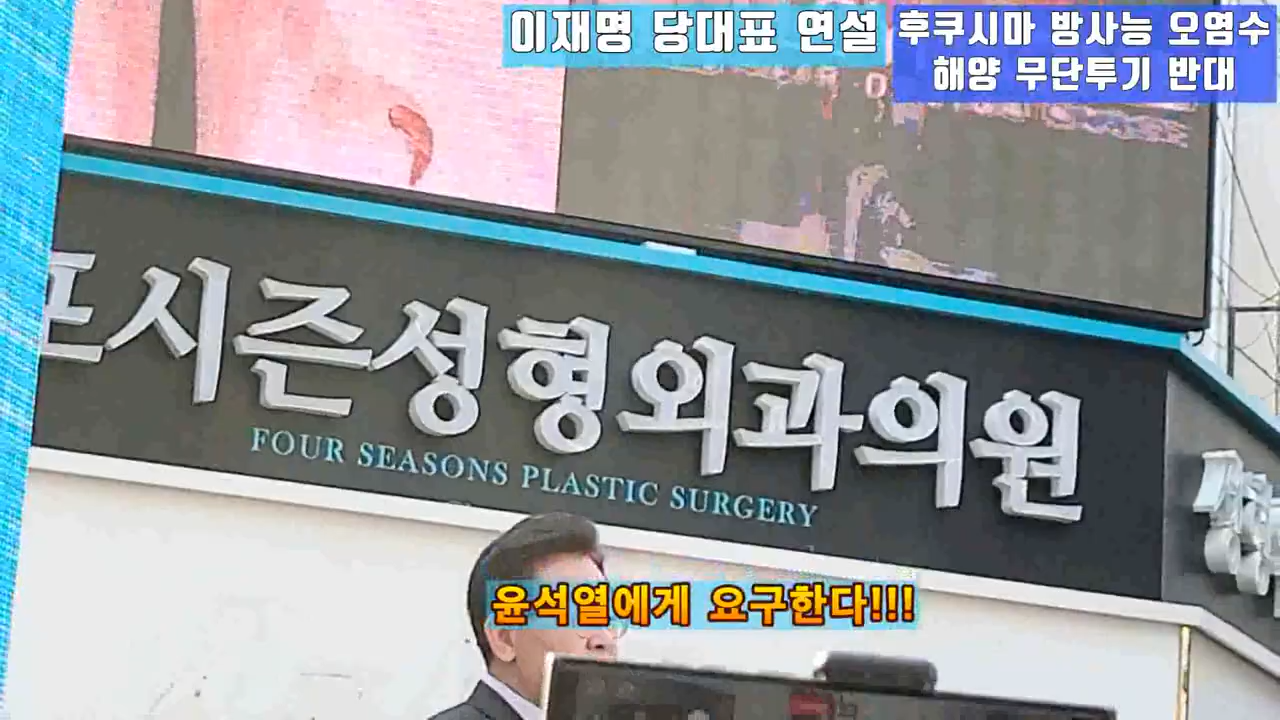 이재명 당대표 연설
후쿠시마 방사능 오염수
해양 무단투기 반대
포시즌성형외과의원
FOUR SEASONS PLASTIC SURGERY
윤석열에게 요구한다!!!